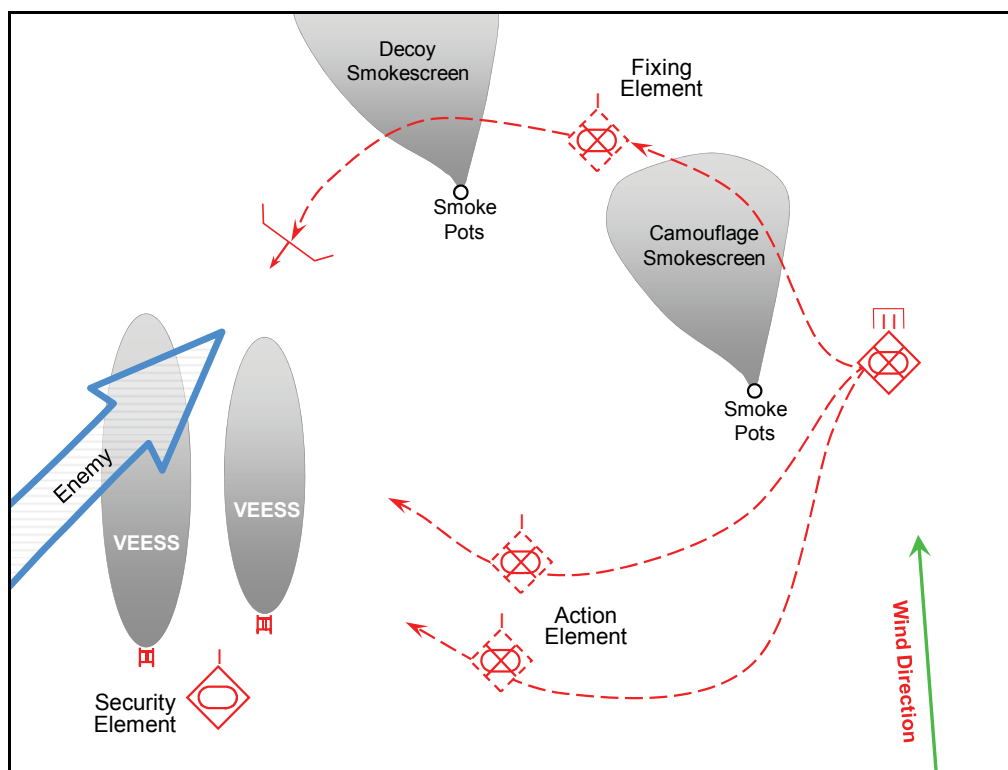 Decoy
Smokescreen
Fixing
Element
Smoke
Pots
Camouflage
Smokescreen
Smoke
Pots
Enemy
VEESS
VEESS
Action
Element
Security
Element
Wind Direction